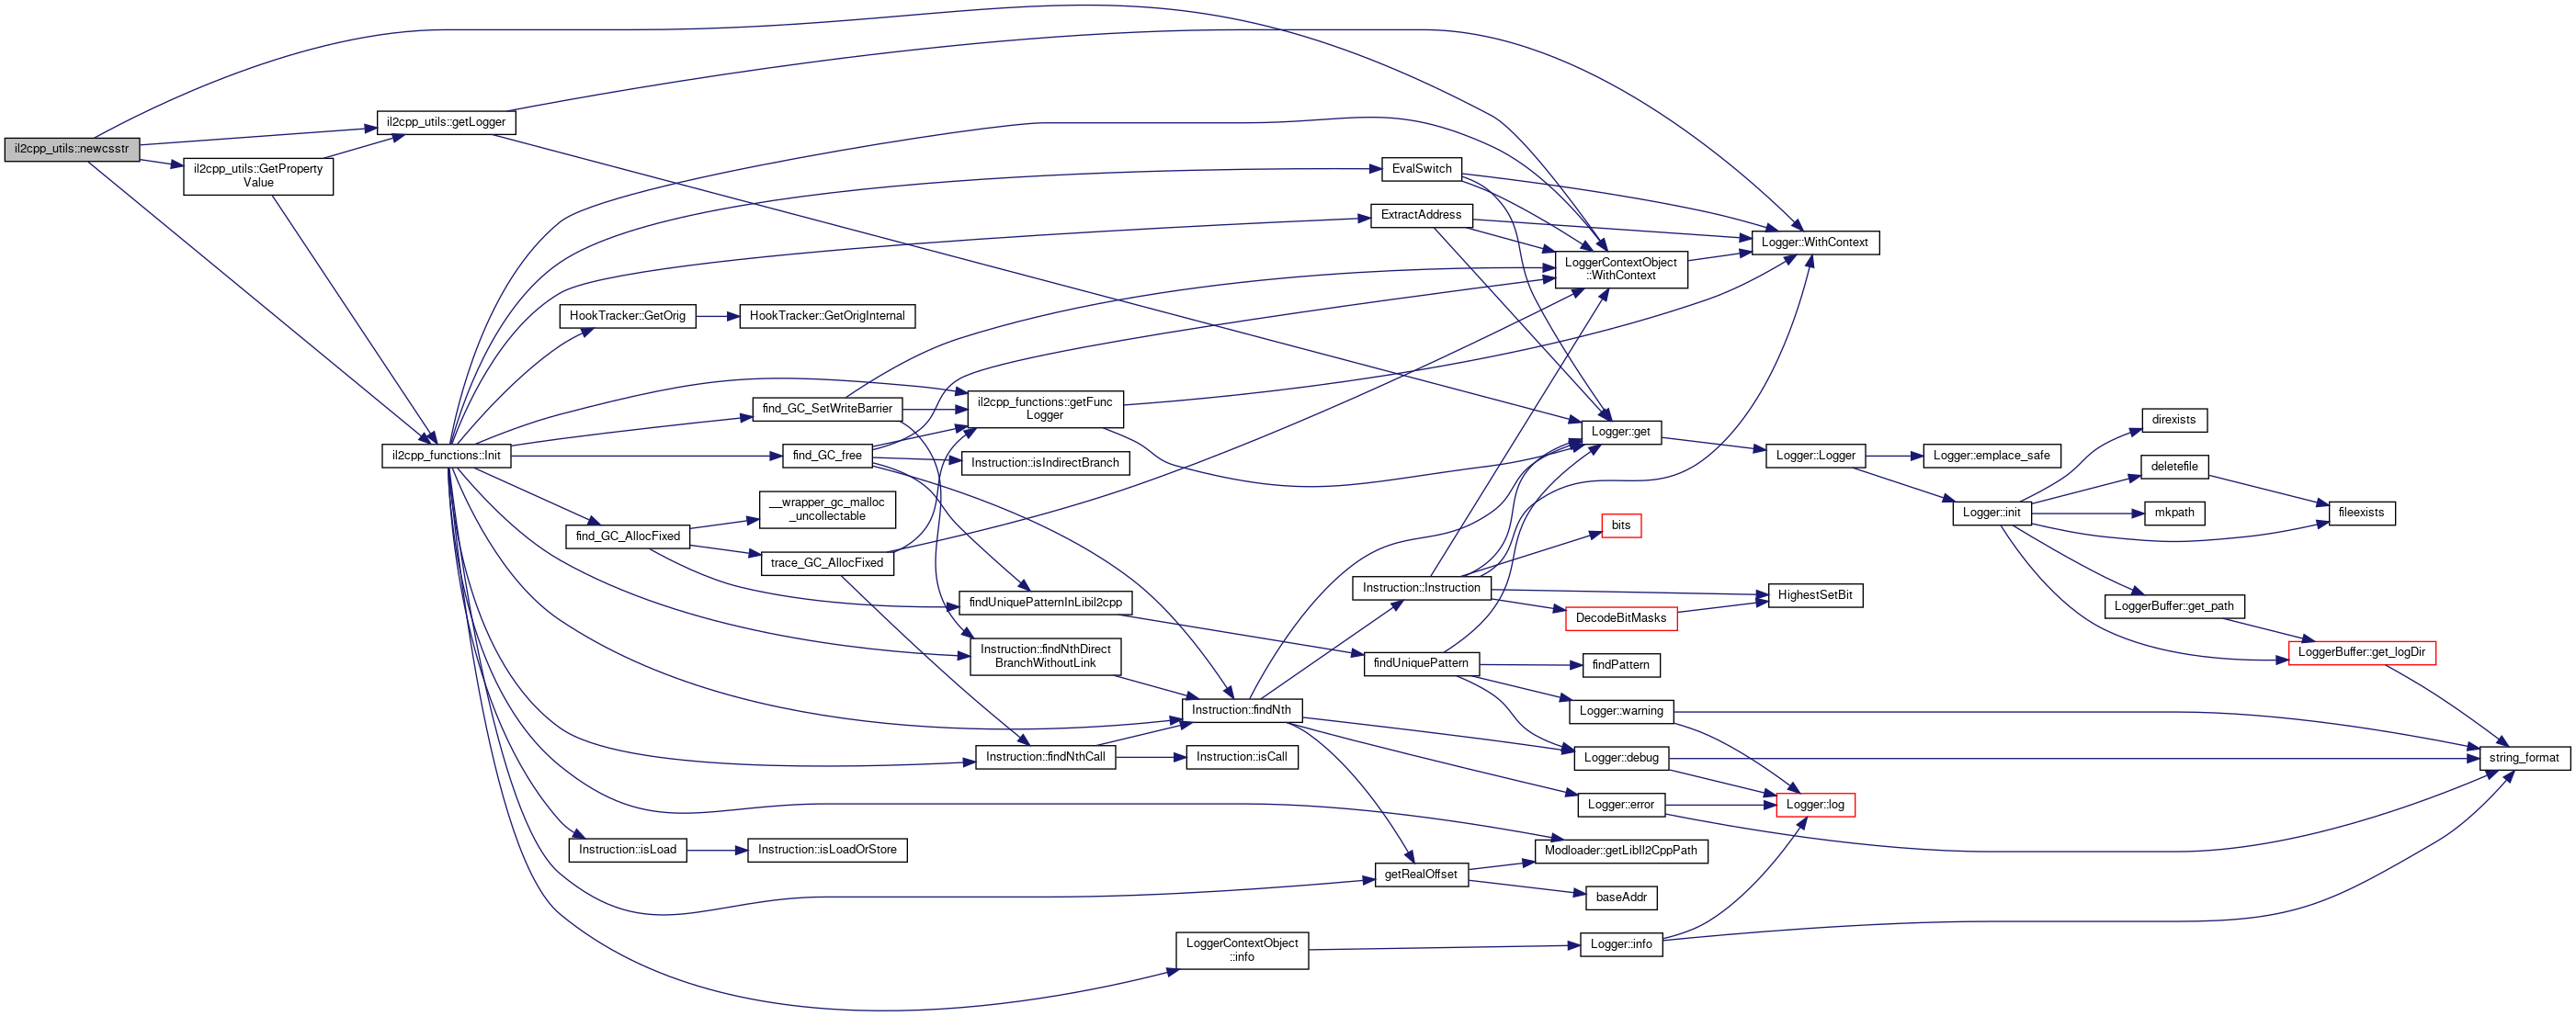 il2cpp_utils::newcsstr
il2cpp_utils::getLogger
il2cpp_utils::GetProperty
Value
il2cpp_functions::Init
HookTracker::GetOrig
HookTracker::GetOrigInternal
find_GC_SetWriteBarrier
find_GC_free
find_GC_AllocFixed
__wrapper_gc_malloc
_uncollectable
trace_GC_AllocFixed
il2cpp_functions::getFunc
Logger
Instruction::isIndirectBranch
findUniquePatternInLibil2cpp
Instruction::findNthDirect
BranchWithoutLink
Instruction::findNthCall
Instruction::isLoad
Instruction::isLoadOrStore
Instruction::findNth
Instruction::isCall
LoggerContextObject
::info
EvalSwitch
ExtractAddress
Instruction::Instruction
findUniquePattern
getRealOffset
LoggerContextObject
::WithContext
Logger::get
bits
DecodeBitMasks
findPattern
Logger::warning
Logger::debug
Logger::error
Modloader::getLibIl2CppPath
baseAddr
Logger::info
Logger::WithContext
Logger::Logger
HighestSetBit
Logger::log
Logger::emplace_safe
Logger::init
direxists
deletefile
mkpath
LoggerBuffer::get_path
fileexists
LoggerBuffer::get_logDir
string_format